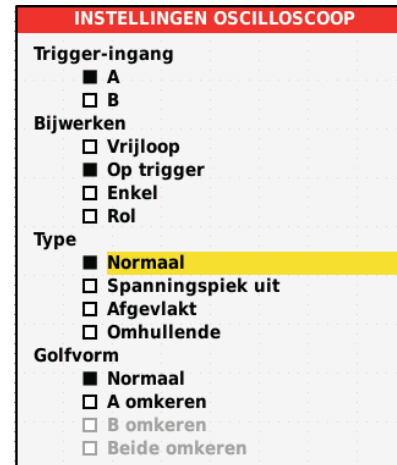 INSTELLINGEN OSCILLOSCOOP
Trigger-ingang
A
B
Bijwerken
Vrijloop
Op trigger
Enkel
Rol
Type
Normaal
Spanningspiek uit
Afgevlakt
Omhullende
Golfvorm
Normaal
A omkeren
B omkeren
Beide omkeren